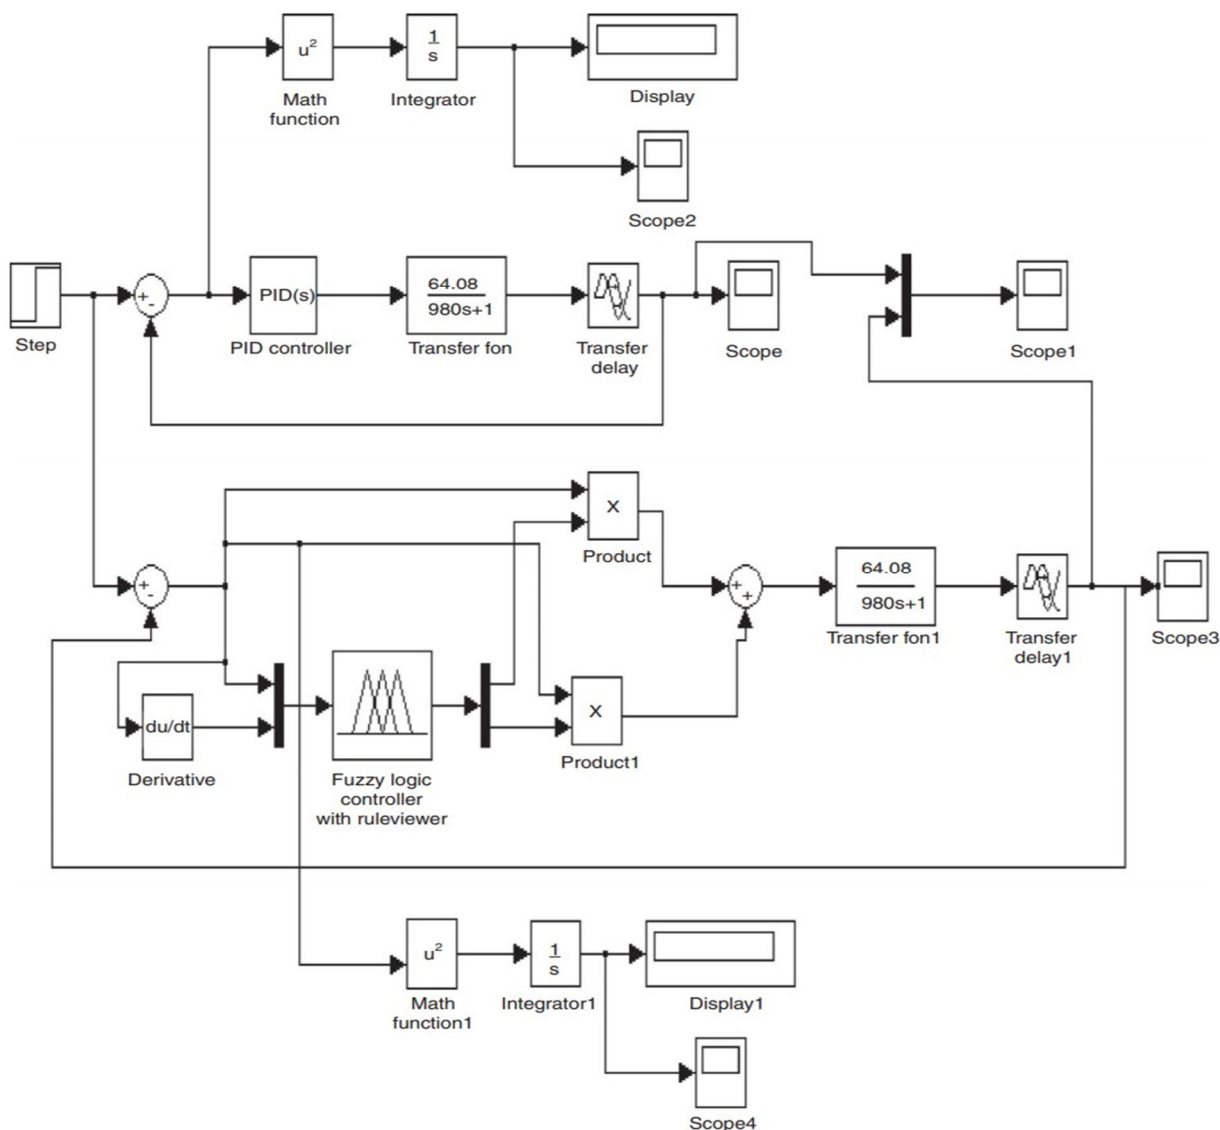 u²
Math
function
1
s
Integrator
Display
Scope2
Step
+
-
PID(s)
PID controller
64.08
980s+1
Transfer fon
Transfer
delay
Scope
Scope1
X
Product
+
-
+
+
64.08
980s+1
Transfer fon1
Transfer
delay1
Scope3
du/dt
Derivative
Fuzzy logic
controller
with ruleviewer
X
Product1
u²
Math
function1
1
s
Integrator1
Display1
Scope4